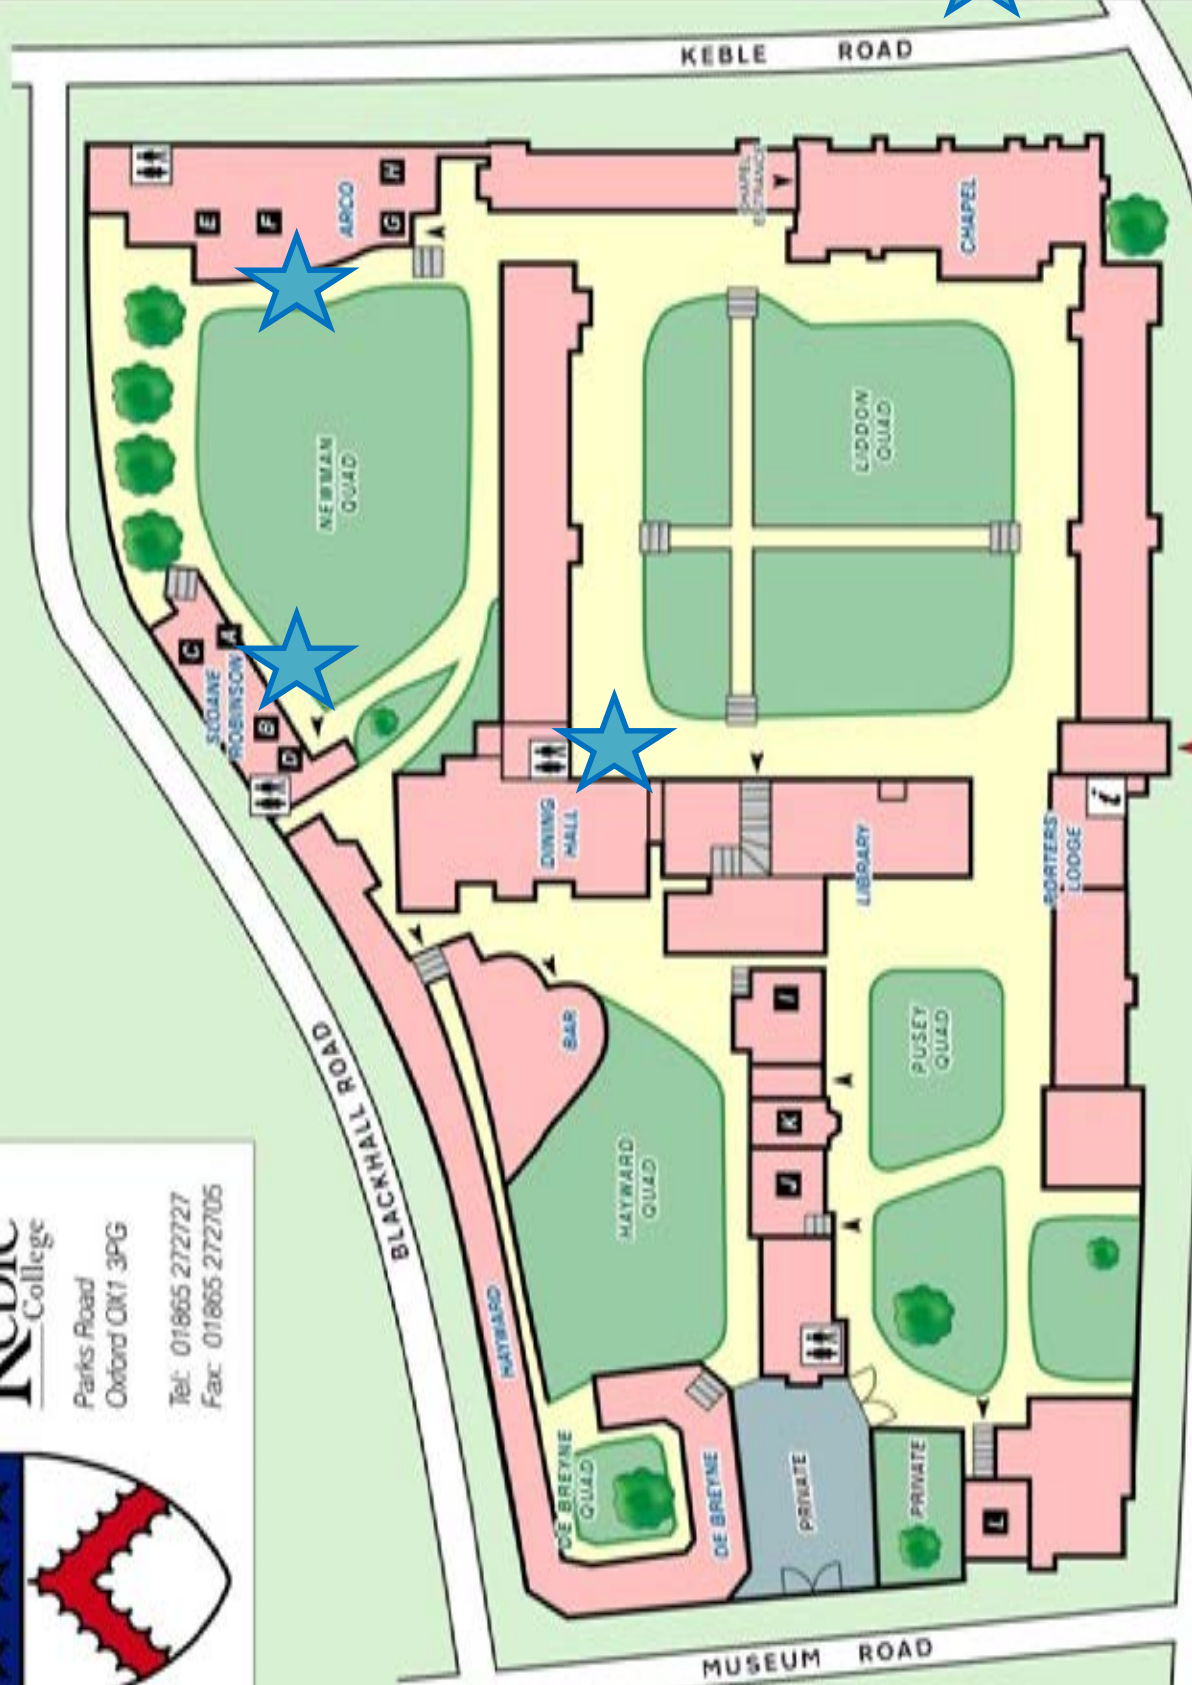 KEBLE ROAD
CHAPEL
ENTRANCE
H
ARCO
E
F
G
CHAPEL
NEWMAN
QUAD
LIDDON
QUAD
C
A
SLOANE
ROBINSON
B
D
DINING
HALL
LIBRARY
PORTERS
LODGE
i
I
BAR
PUSEY
QUAD
BLACKHALL ROAD
K
J
HAYWARD
QUAD
HAYWARD
College
Parks Road
Oxford OX1 3PG
Tel: 01865 272727
Fax: 01865 272705
DE BREYNE
QUAD
DE BREYNE
PRIVATE
PRIVATE
L
MUSEUM ROAD